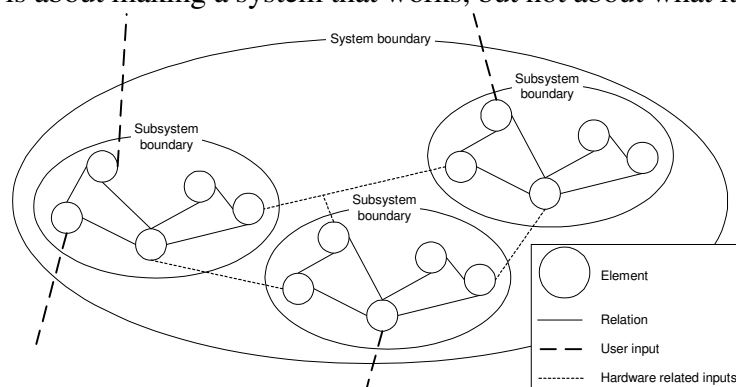 is about making a system that works, but not about what it
System boundary
Subsystem
boundary
Subsystem
boundary
Subsystem
boundary
Element
Relation
User input
Hardware related inputs